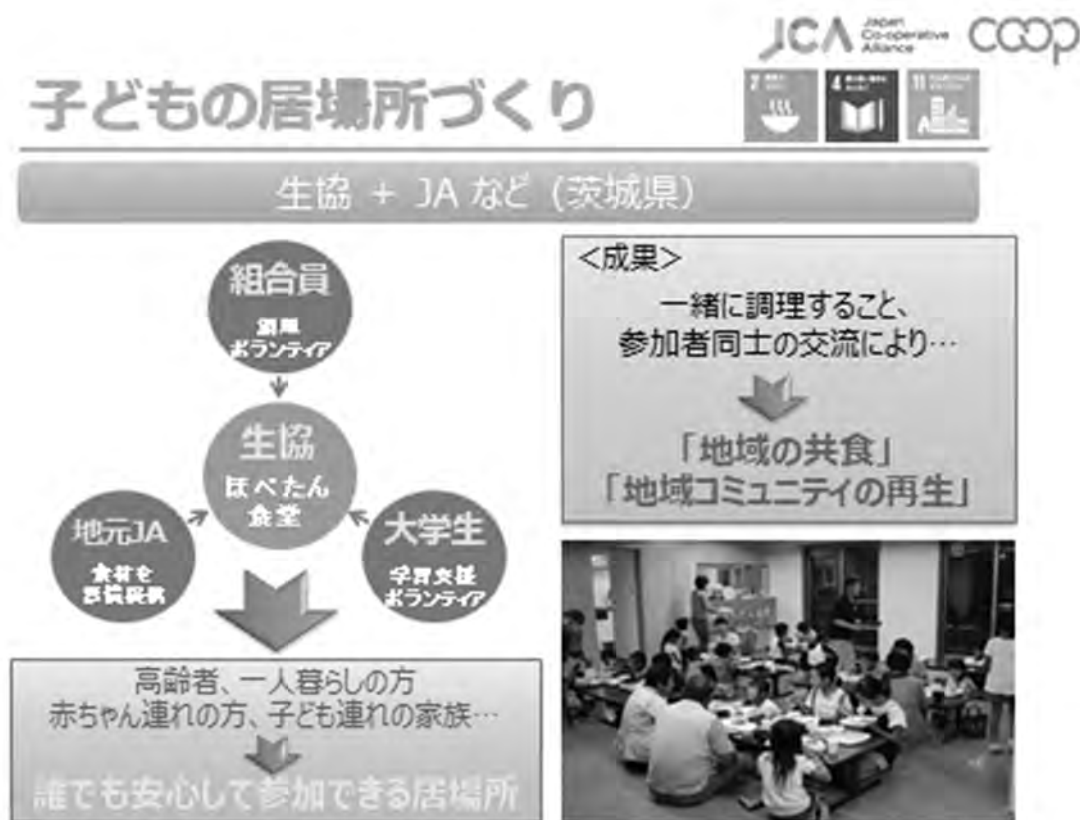 JCA Japan Co-operative Alliance
COOP
子どもの居場所づくり
2
4
11
生協 + JA など (茨城県)
組合員
調理
ボランティア
生協
ほぺたん
食堂
地元JA
食材を
大学生
学習支援
ボランティア
高齢者、一人暮らしの方
赤ちゃん連れの方、子ども連れの家族…
誰でも安心して参加できる居場所
<成果>
一緒に調理すること、
参加者同士の交流により…
「地域の共食」
「地域コミュニティの再生」